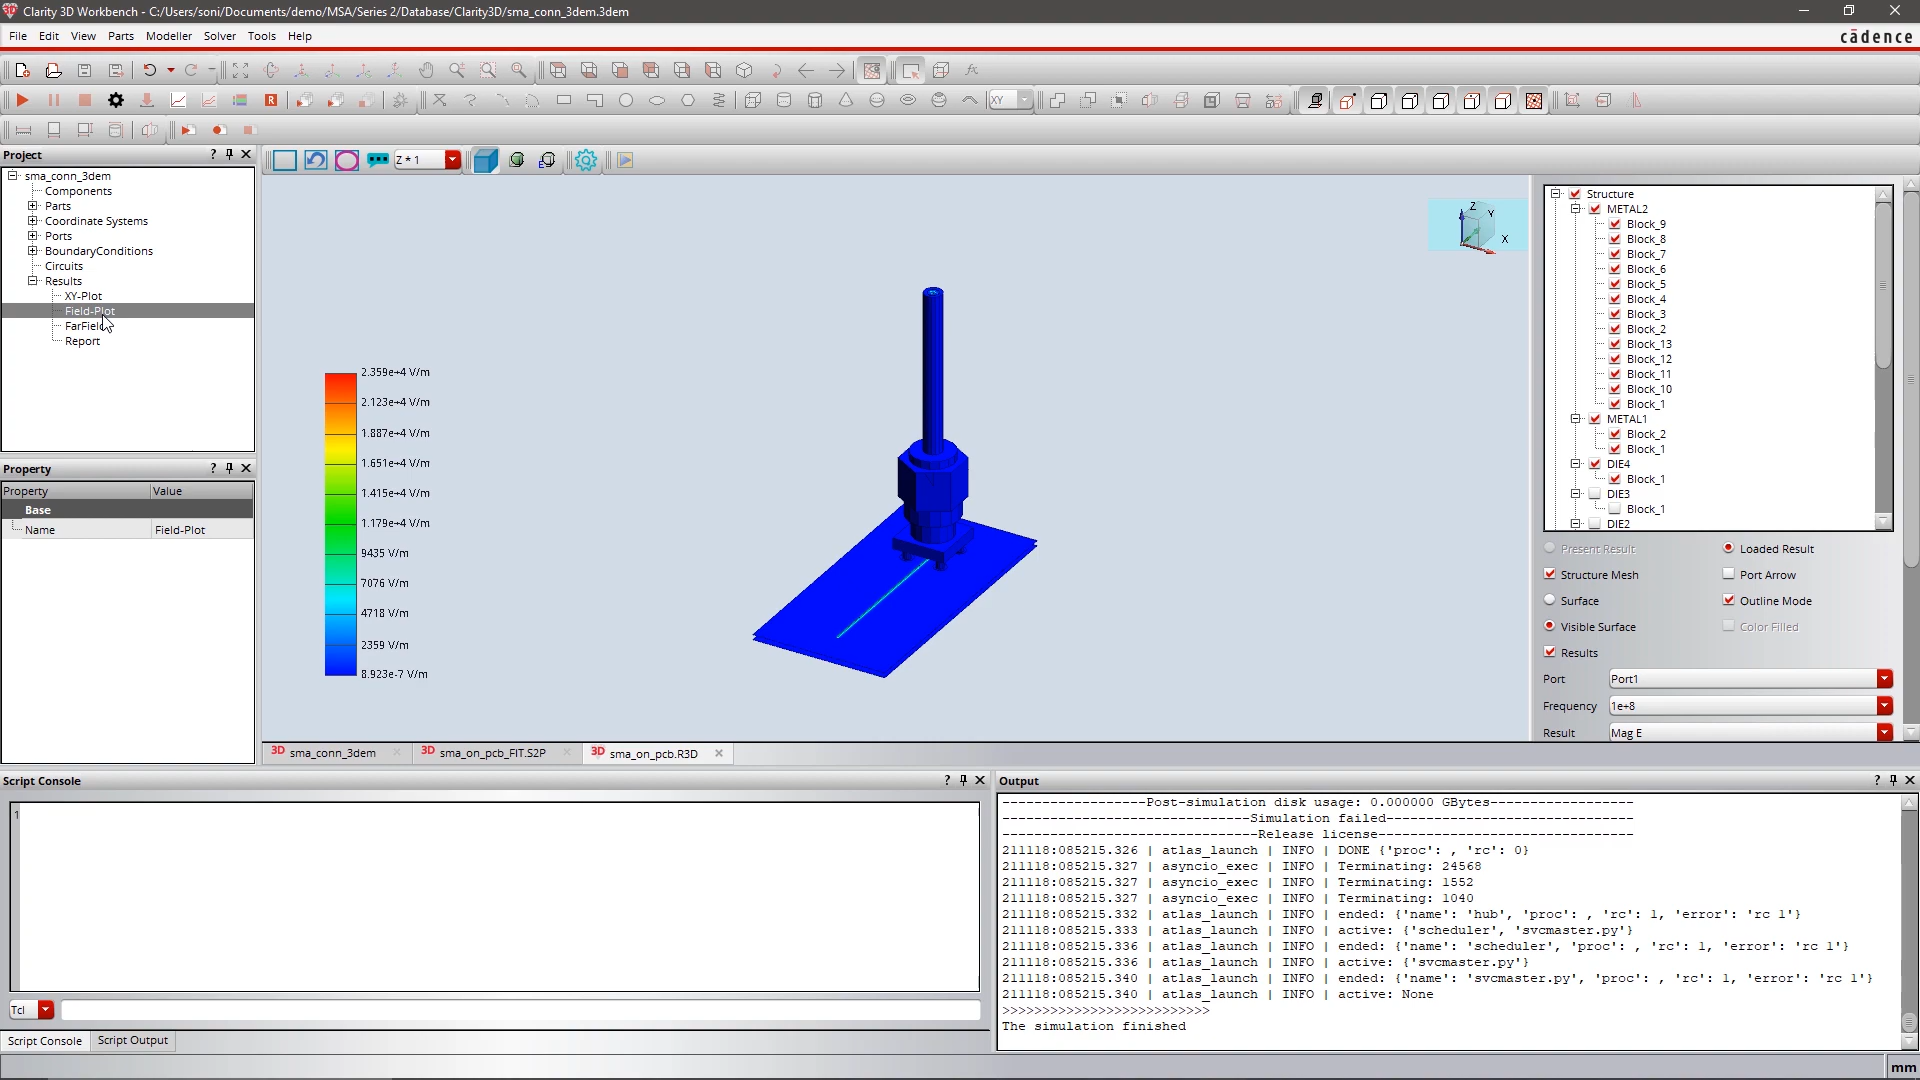 Clarity 3D Workbench - C:/Users/soni/Documents/demo/MSA/Series 2/Database/Clarity3D/sma_conn_3dem.3dem
File Edit View Parts Modeller Solver Tools Help
cādence
XY
Project
sma_conn_3dem
Components
Parts
Coordinate Systems
Ports
BoundaryConditions
Circuits
Results
XY-Plot
Field-Plot
FarField
Report
Property
Property Value
Base
Name Field-Plot
Z * 1
Z
Y
X
2.359e+4 V/m
2.123e+4 V/m
1.887e+4 V/m
1.651e+4 V/m
1.415e+4 V/m
1.179e+4 V/m
9435 V/m
7076 V/m
4718 V/m
2359 V/m
8.923e-7 V/m
sma_conn_3dem
sma_on_pcb_FIT.S2P
sma_on_pcb.R3D
Structure
METAL2
Block_9
Block_8
Block_7
Block_6
Block_5
Block_4
Block_3
Block_2
Block_13
Block_12
Block_11
Block_10
Block_1
METAL1
Block_2
Block_1
DIE4
Block_1
DIE3
Block_1
DIE2
Present Result Loaded Result
Structure Mesh Port Arrow
Surface Outline Mode
Visible Surface Color Filled
Results
Port Port1
Frequency 1e+8
Result Mag E
Script Console
1
Tcl
Script Console Script Output
Output
------------------Post-simulation disk usage: 0.000000 GBytes------------------
-------------------------------Simulation failed-------------------------------
--------------------------------Release license--------------------------------
211118:085215.326 | atlas_launch | INFO | DONE {'proc': , 'rc': 0}
211118:085215.327 | asyncio_exec | INFO | Terminating: 24568
211118:085215.327 | asyncio_exec | INFO | Terminating: 1552
211118:085215.327 | asyncio_exec | INFO | Terminating: 1040
211118:085215.332 | atlas_launch | INFO | ended: {'name': 'hub', 'proc': , 'rc': 1, 'error': 'rc 1'}
211118:085215.333 | atlas_launch | INFO | active: {'scheduler', 'svcmaster.py'}
211118:085215.336 | atlas_launch | INFO | ended: {'name': 'scheduler', 'proc': , 'rc': 1, 'error': 'rc 1'}
211118:085215.336 | atlas_launch | INFO | active: {'svcmaster.py'}
211118:085215.340 | atlas_launch | INFO | ended: {'name': 'svcmaster.py', 'proc': , 'rc': 1, 'error': 'rc 1'}
211118:085215.340 | atlas_launch | INFO | active: None
>>>>>>>>>>>>>>>>>>>>>>>>>>
The simulation finished
mm